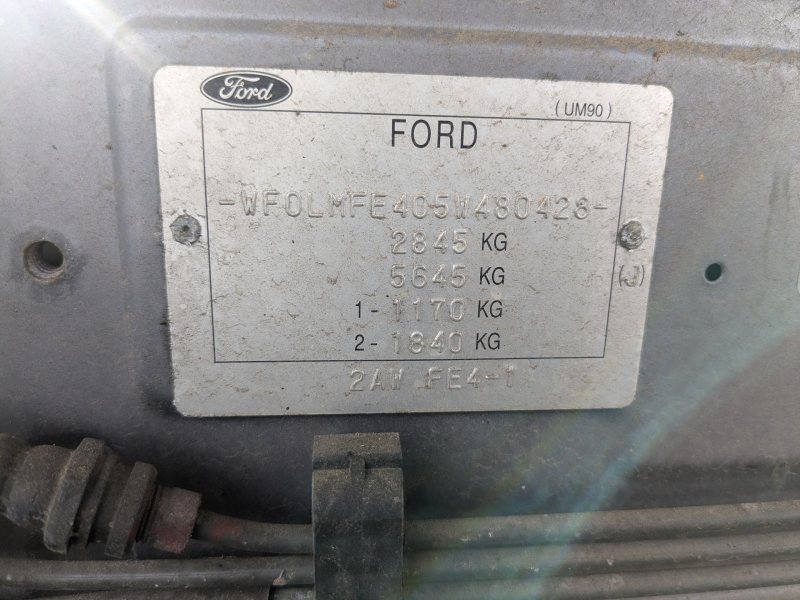 Ford
(UM90)
FORD
-WF0LMFE405W480428-
2845 KG
5645 KG (J)
1-1170 KG
2-1840 KG
2AW FE4-1